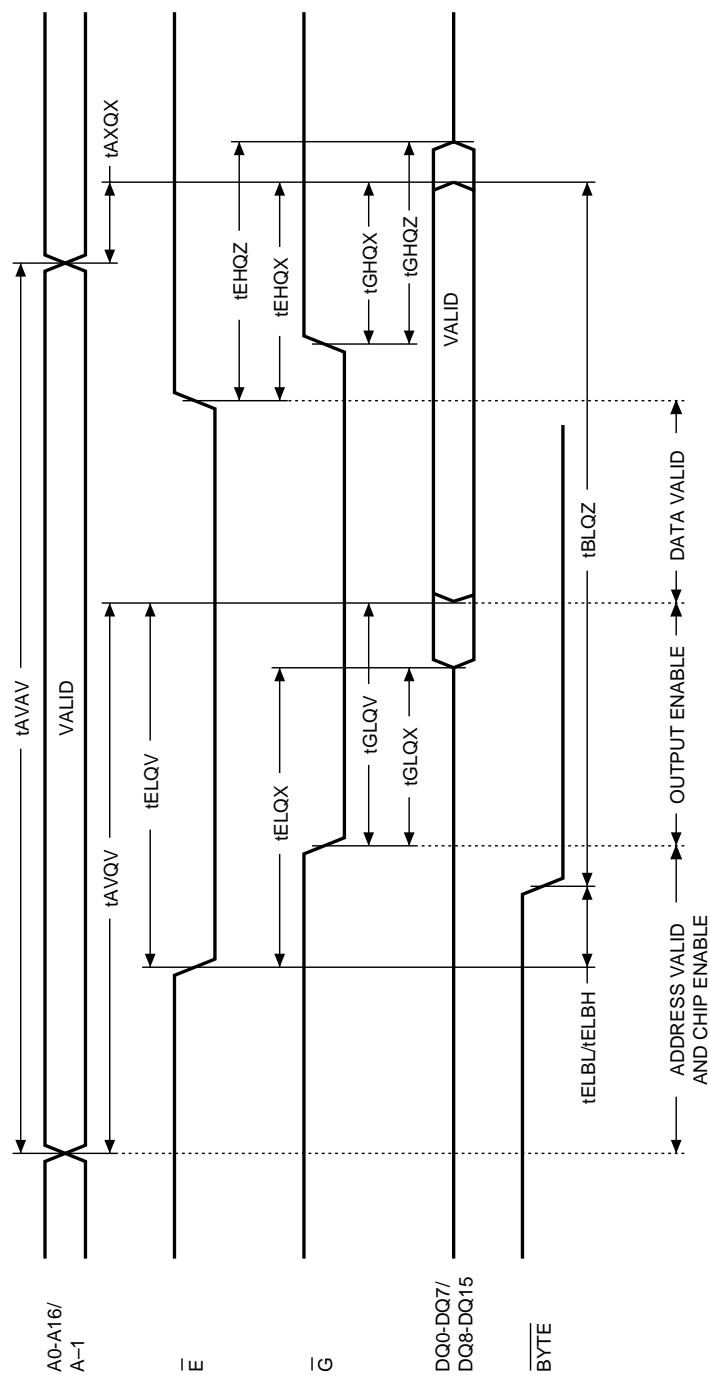 A0-A16/
A–1
tAVAV
VALID
tAVQV
tAXQX
E
tELQV
tEHQZ
tELQX
tEHQX
G
tGLQV
tGHQX
tGLQX
tGHQZ
DQ0-DQ7/
DQ8-DQ15
VALID
BYTE
tELBL/tELBH
tBLQZ
ADDRESS VALID
AND CHIP ENABLE
OUTPUT ENABLE
DATA VALID